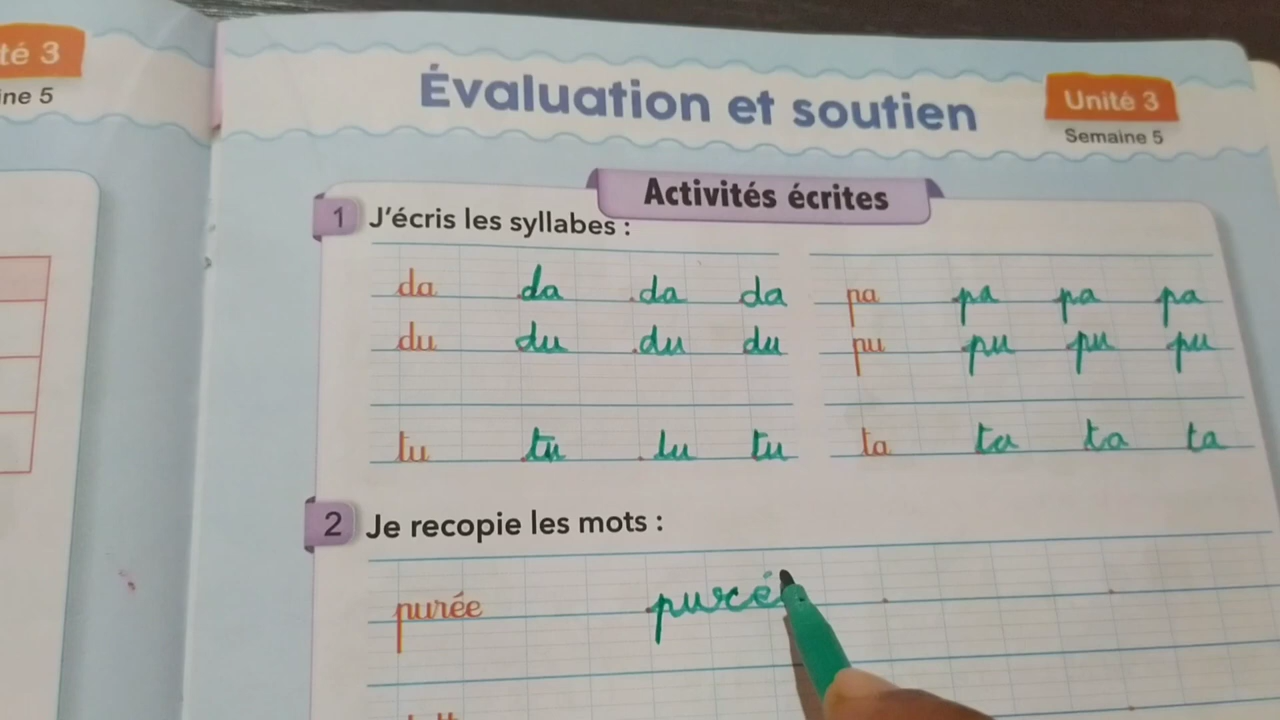 té 3
ine 5
Évaluation et soutien
Unité 3
Semaine 5
Activités écrites
1 J'écris les syllabes :
da da da da pa pa pa pa
du du du du pu pu pu pu
tu tu tu tu ta ta ta ta
2 Je recopie les mots :
purée puré